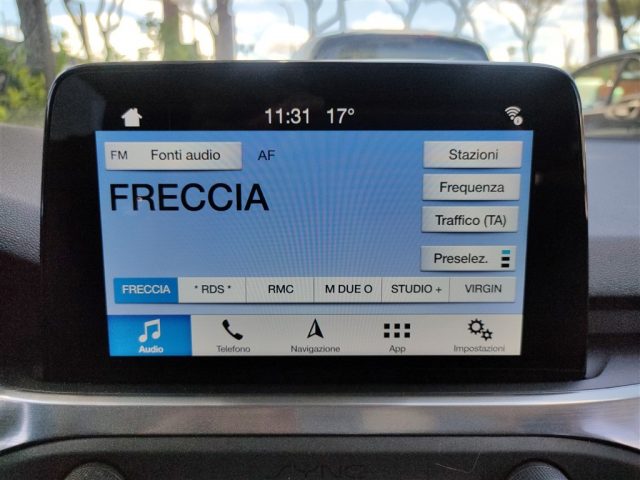 11:31 17°
FM Fonti audio AF Stazioni
FRECCIA
Frequenza
Traffico (TA)
Preselez.
FRECCIA * RDS * RMC M DUE O STUDIO + VIRGIN
Audio Telefono Navigazione App Impostazioni
SYNC